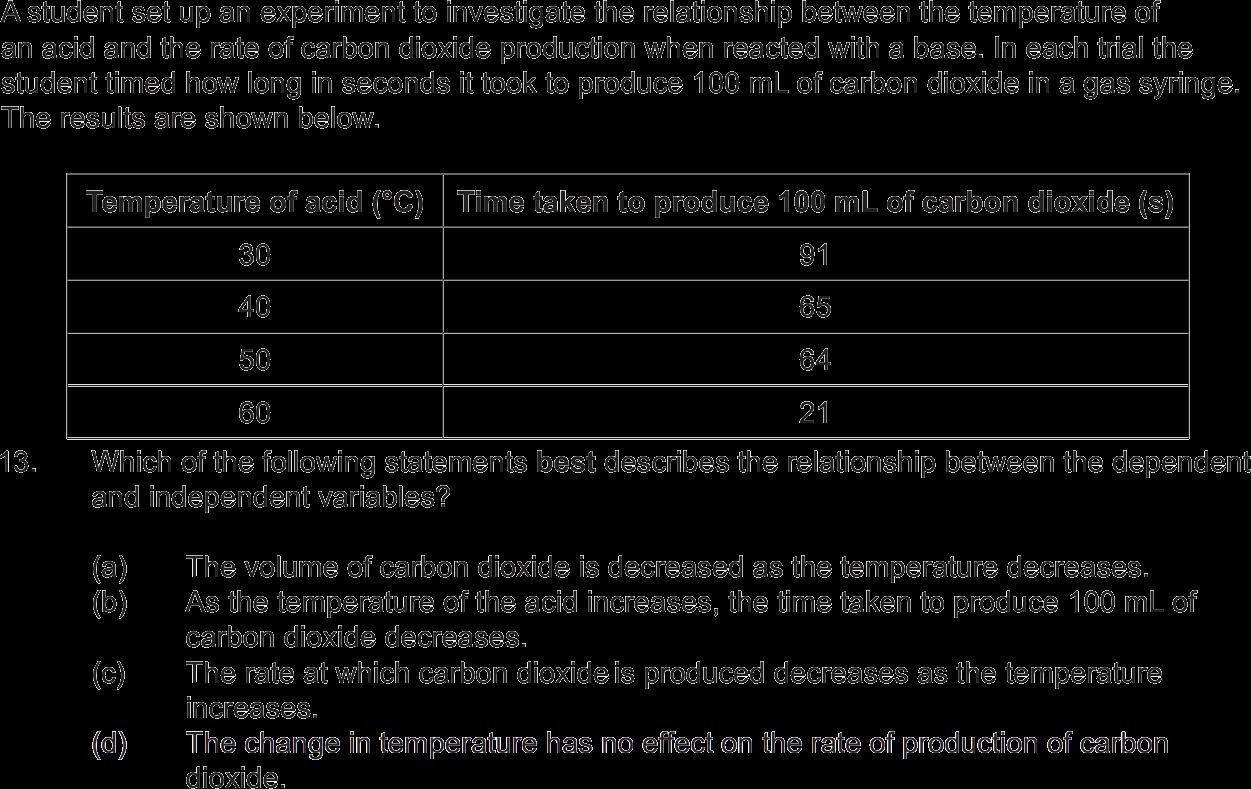 A student set up an experiment to investigate the relationship between the temperature of
an acid and the rate of carbon dioxide production when reacted with a base. In each trial the
student timed how long in seconds it took to produce 100 mL of carbon dioxide in a gas syringe.
The results are shown below.
Temperature of acid (°C) Time taken to produce 100 mL of carbon dioxide (s)
30 91
40 65
50 64
60 21
13. Which of the following statements best describes the relationship between the dependent
and independent variables?
(a) The volume of carbon dioxide is decreased as the temperature decreases.
(b) As the temperature of the acid increases, the time taken to produce 100 mL of
carbon dioxide decreases.
(c) The rate at which carbon dioxide is produced decreases as the temperature
increases.
(d) The change in temperature has no effect on the rate of production of carbon
dioxide.